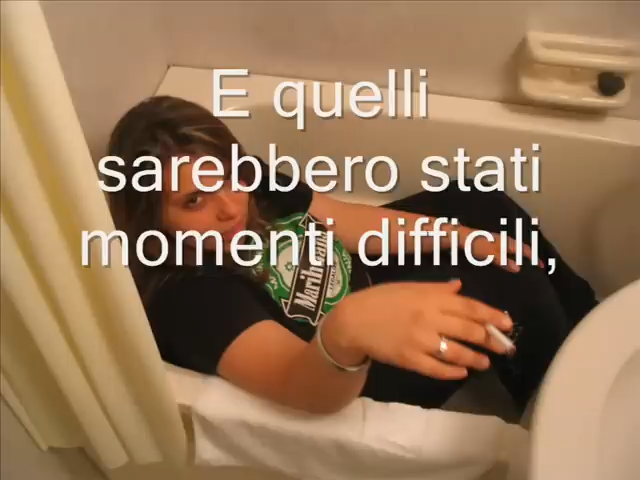 E quelli
sarebbero stati
momenti difficili,